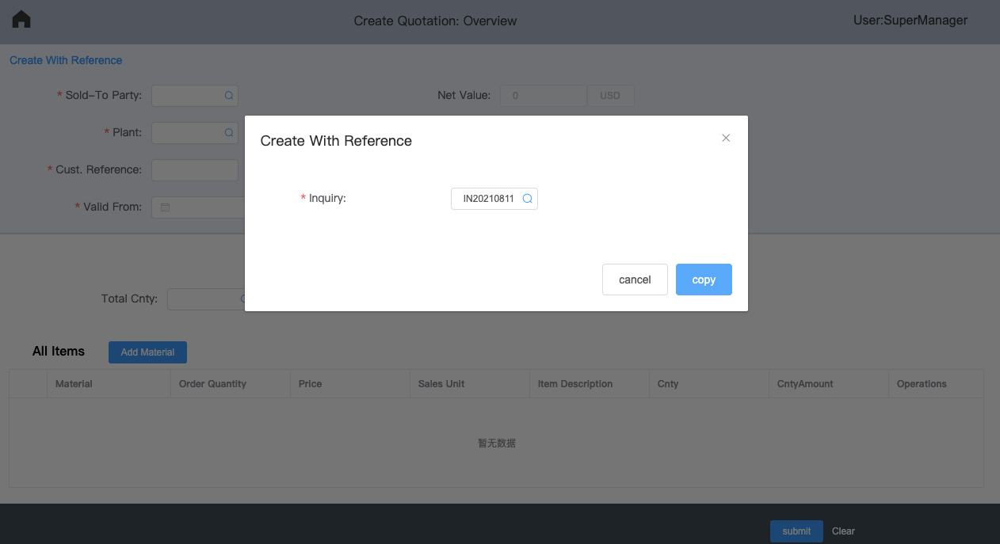 Create Quotation: Overview
User:SuperManager
Create With Reference
* Sold-To Party:
Net Value: 0 USD
* Plant:
* Cust. Reference:
* Valid From:
Create With Reference
* Inquiry: IN20210811
cancel copy
Total Cnty:
All Items Add Material
Material Order Quantity Price Sales Unit Item Description Cnty CntyAmount Operations
暂无数据
submit Clear